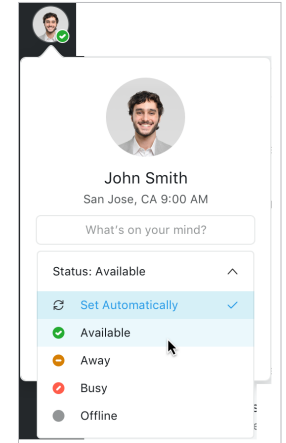 John Smith
San Jose, CA 9:00 AM
What's on your mind?
Status: Available
Set Automatically
Available
Away
Busy
Offline